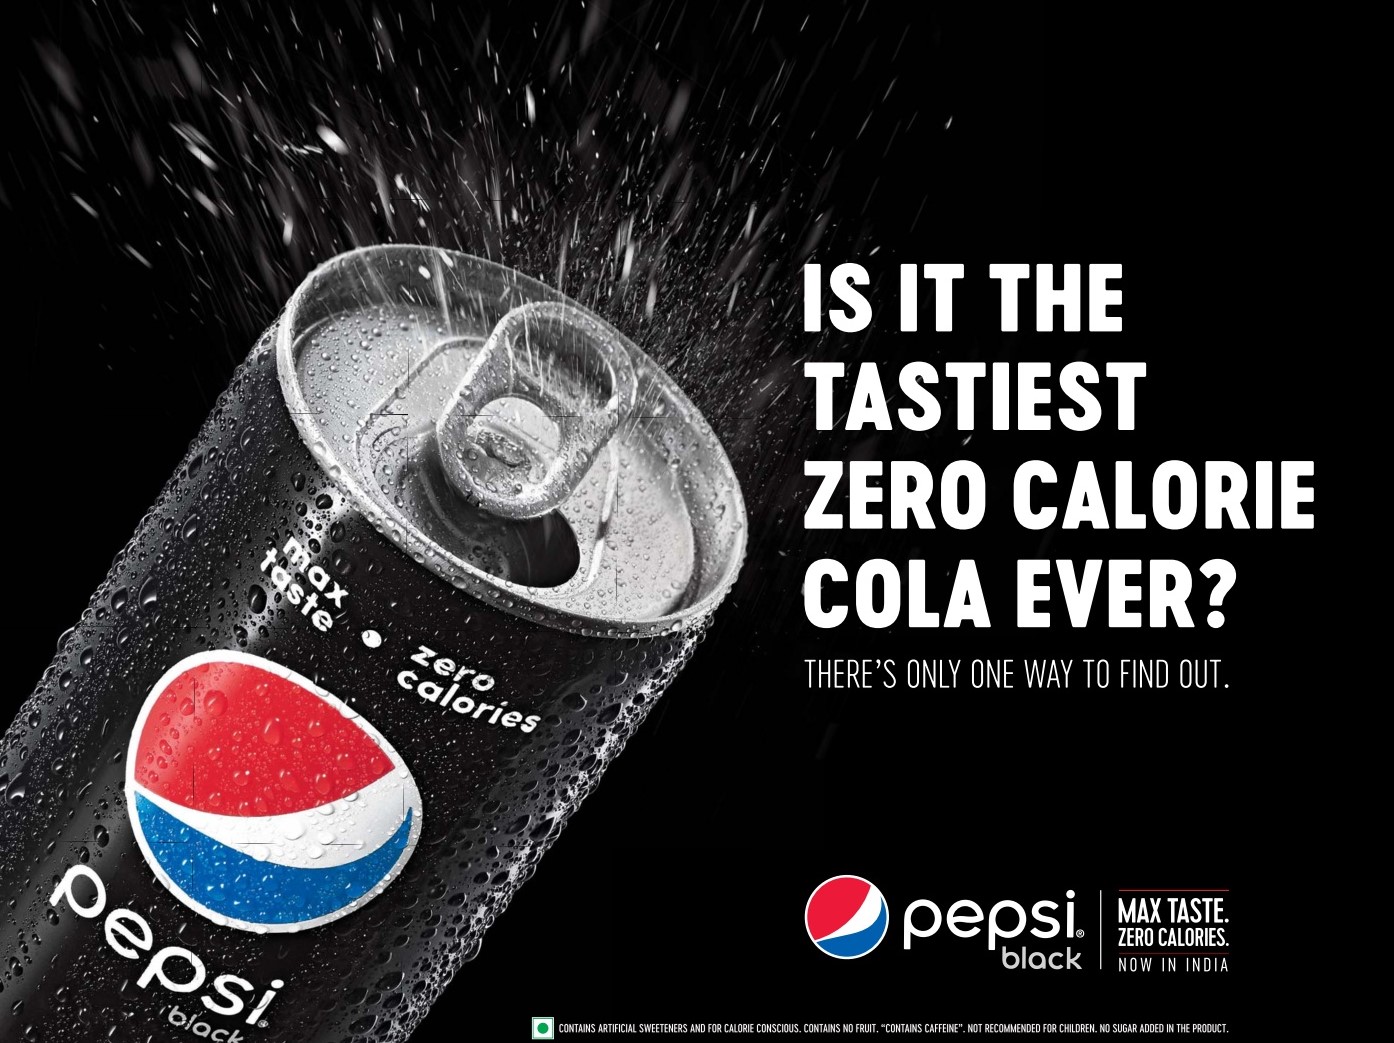 IS IT THE
TASTIEST
ZERO CALORIE
COLA EVER?
THERE'S ONLY ONE WAY TO FIND OUT.
max
taste
zero
calories
pepsi
black
pepsi®
black
MAX TASTE.
ZERO CALORIES.
NOW IN INDIA
CONTAINS ARTIFICIAL SWEETENERS AND FOR CALORIE CONSCIOUS. CONTAINS NO FRUIT. "CONTAINS CAFFEINE". NOT RECOMMENDED FOR CHILDREN. NO SUGAR ADDED IN THE PRODUCT.